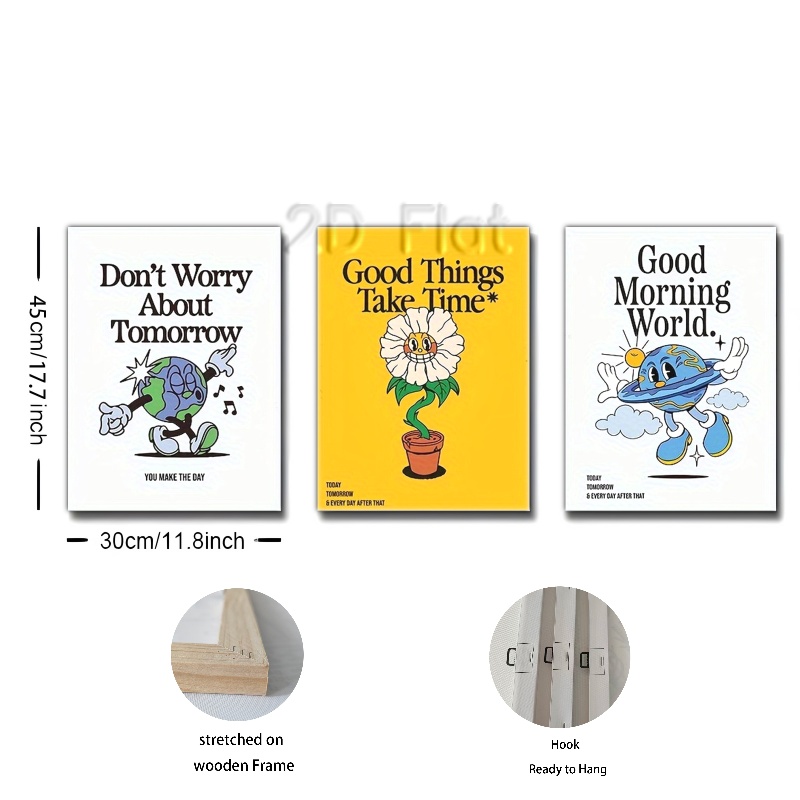 2D Flat
Don't Worry
About
Tomorrow
YOU MAKE THE DAY
Good Things
Take Time*
TODAY
TOMORROW
& EVERY DAY AFTER THAT
Good
Morning
World.
TODAY
TOMORROW
& EVERY DAY AFTER THAT
45cm/17.7inch
30cm/11.8inch
stretched on
wooden Frame
Hook
Ready to Hang